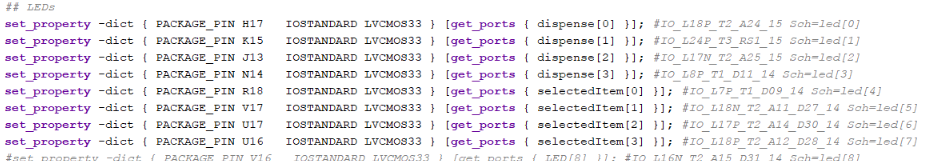 ## LEDs
set_property -dict { PACKAGE_PIN H17   IOSTANDARD LVCMOS33 } [get_ports { dispense[0] }]; #IO_L18P_T2_A24_15 Sch=led[0]
set_property -dict { PACKAGE_PIN K15   IOSTANDARD LVCMOS33 } [get_ports { dispense[1] }]; #IO_L24P_T3_RS1_15 Sch=led[1]
set_property -dict { PACKAGE_PIN J13   IOSTANDARD LVCMOS33 } [get_ports { dispense[2] }]; #IO_L17N_T2_A25_15 Sch=led[2]
set_property -dict { PACKAGE_PIN N14   IOSTANDARD LVCMOS33 } [get_ports { dispense[3] }]; #IO_L8P_T1_D11_14 Sch=led[3]
set_property -dict { PACKAGE_PIN R18   IOSTANDARD LVCMOS33 } [get_ports { selectedItem[0] }]; #IO_L7P_T1_D09_14 Sch=led[4]
set_property -dict { PACKAGE_PIN V17   IOSTANDARD LVCMOS33 } [get_ports { selectedItem[1] }]; #IO_L18N_T2_A11_D27_14 Sch=led[5]
set_property -dict { PACKAGE_PIN U17   IOSTANDARD LVCMOS33 } [get_ports { selectedItem[2] }]; #IO_L17P_T2_A14_D30_14 Sch=led[6]
set_property -dict { PACKAGE_PIN U16   IOSTANDARD LVCMOS33 } [get_ports { selectedItem[3] }]; #IO_L18P_T2_A12_D28_14 Sch=led[7]
#set_property -dict { PACKAGE_PIN V16   IOSTANDARD LVCMOS33 } [get_ports { LED[8] }]; #IO_L16N_T2_A15_D31_14 Sch=led[8]